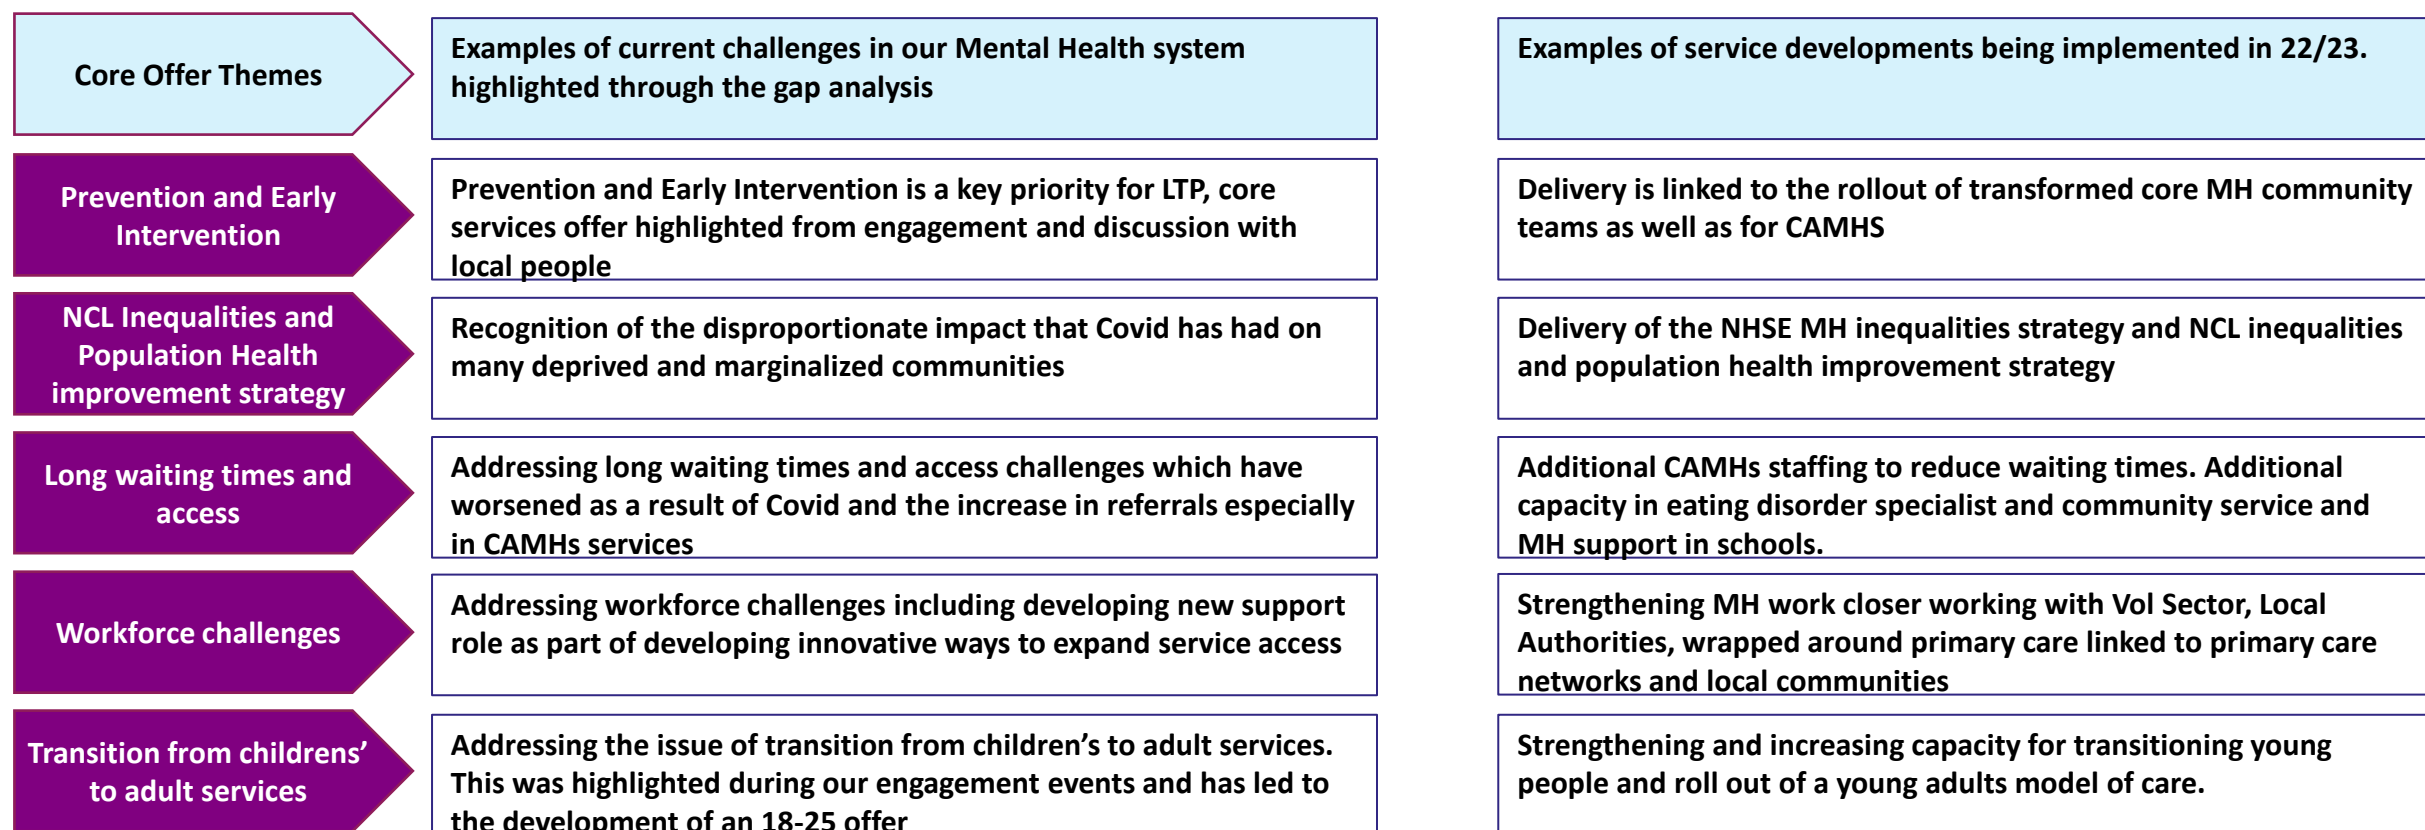 Core Offer Themes
Examples of current challenges in our Mental Health system
highlighted through the gap analysis
Examples of service developments being implemented in 22/23.
Prevention and Early
Intervention
Prevention and Early Intervention is a key priority for LTP, core
services offer highlighted from engagement and discussion with
local people
Delivery is linked to the rollout of transformed core MH community
teams as well as for CAMHS
NCL Inequalities and
Population Health
improvement strategy
Recognition of the disproportionate impact that Covid has had on
many deprived and marginalized communities
Delivery of the NHSE MH inequalities strategy and NCL inequalities
and population health improvement strategy
Long waiting times and
access
Addressing long waiting times and access challenges which have
worsened as a result of Covid and the increase in referrals especially
in CAMHs services
Additional CAMHs staffing to reduce waiting times. Additional
capacity in eating disorder specialist and community service and
MH support in schools.
Workforce challenges
Addressing workforce challenges including developing new support
role as part of developing innovative ways to expand service access
Strengthening MH work closer working with Vol Sector, Local
Authorities, wrapped around primary care linked to primary care
networks and local communities
Transition from childrens’
to adult services
Addressing the issue of transition from children’s to adult services.
This was highlighted during our engagement events and has led to
the development of an 18-25 offer
Strengthening and increasing capacity for transitioning young
people and roll out of a young adults model of care.